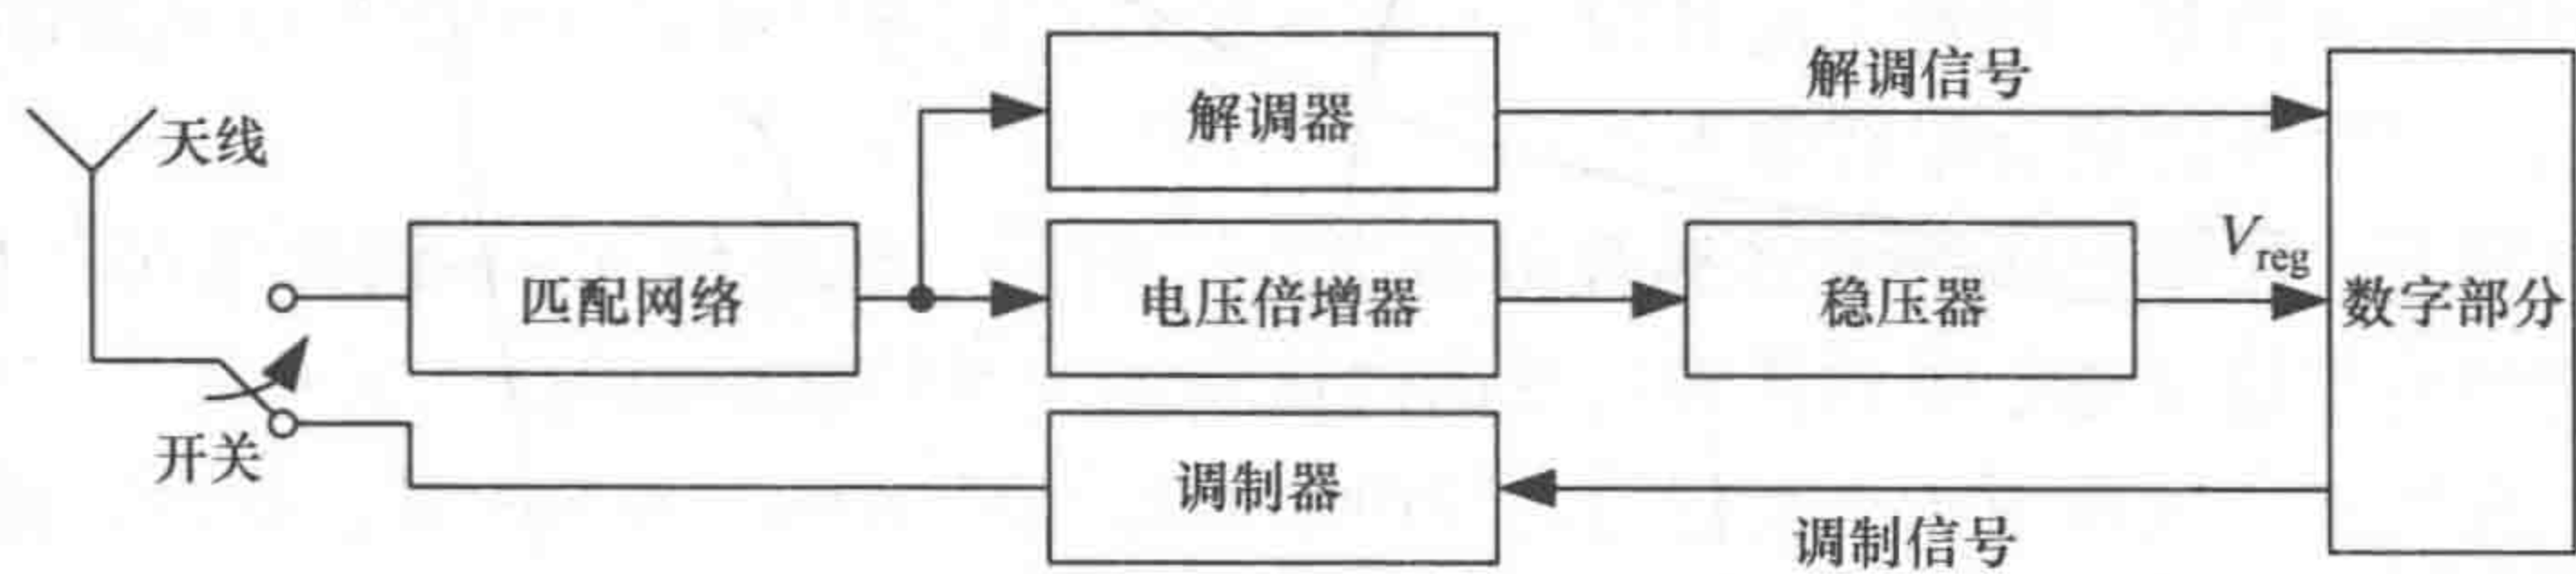 天线
开关
匹配网络
解调器
解调信号
电压倍增器
稳压器
Vreg
数字部分
调制器
调制信号